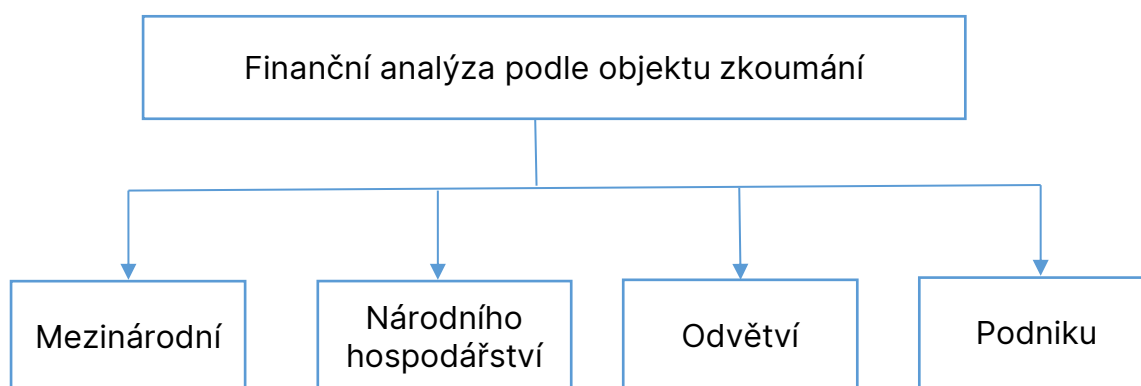 Finanční analýza podle objektu zkoumání
Mezinárodní
Národního
hospodářství
Odvětví
Podniku